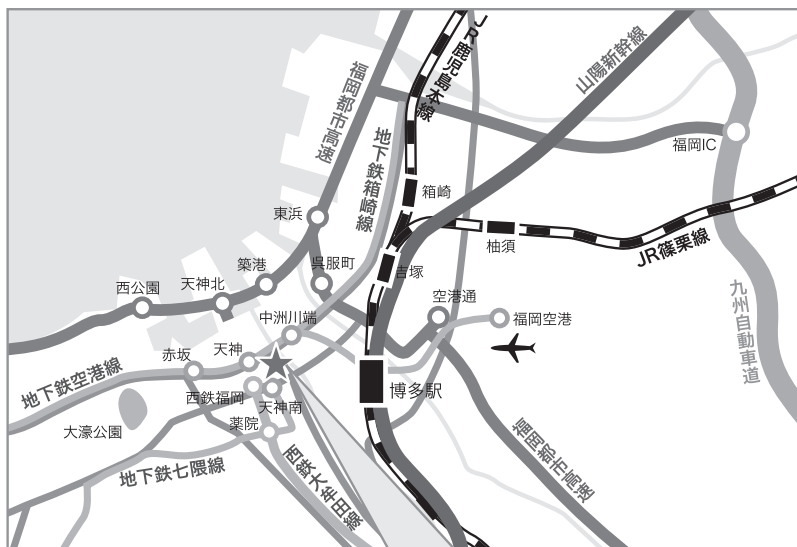 JR鹿児島本線
山陽新幹線
福岡都市高速
地下鉄箱崎線
福岡IC
箱崎
東浜
柚須
JR篠栗線
吉塚
呉服町
築港
天神北
西公園
空港通
福岡空港
九州自動車道
中洲川端
天神
赤坂
地下鉄空港線
西鉄福岡
天神南
博多駅
大濠公園
薬院
福岡都市高速
地下鉄七隈線
西鉄大牟田線